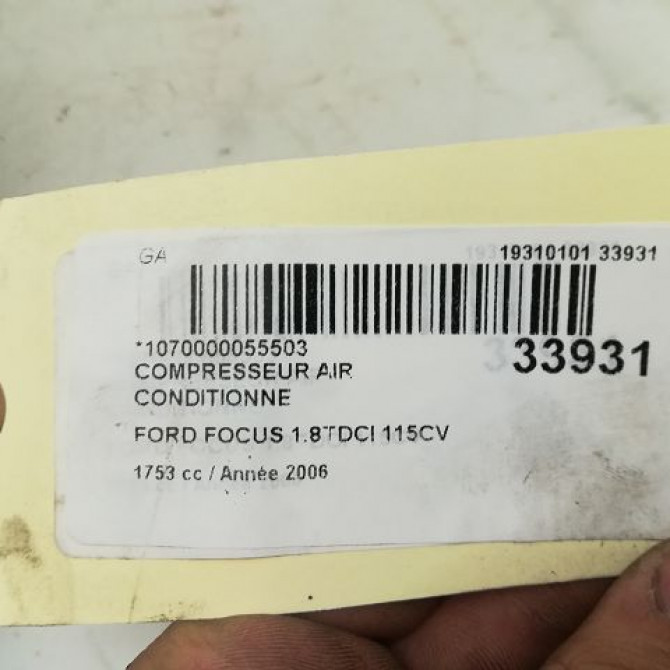 GA
19310101 33931
*1070000055503
33931
COMPRESSEUR AIR
CONDITIONNE
FORD FOCUS 1.8TDCI 115CV
1753 cc / Année 2006